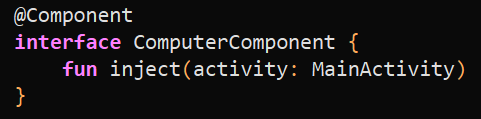 @Component
interface ComputerComponent {
    fun inject(activity: MainActivity)
}